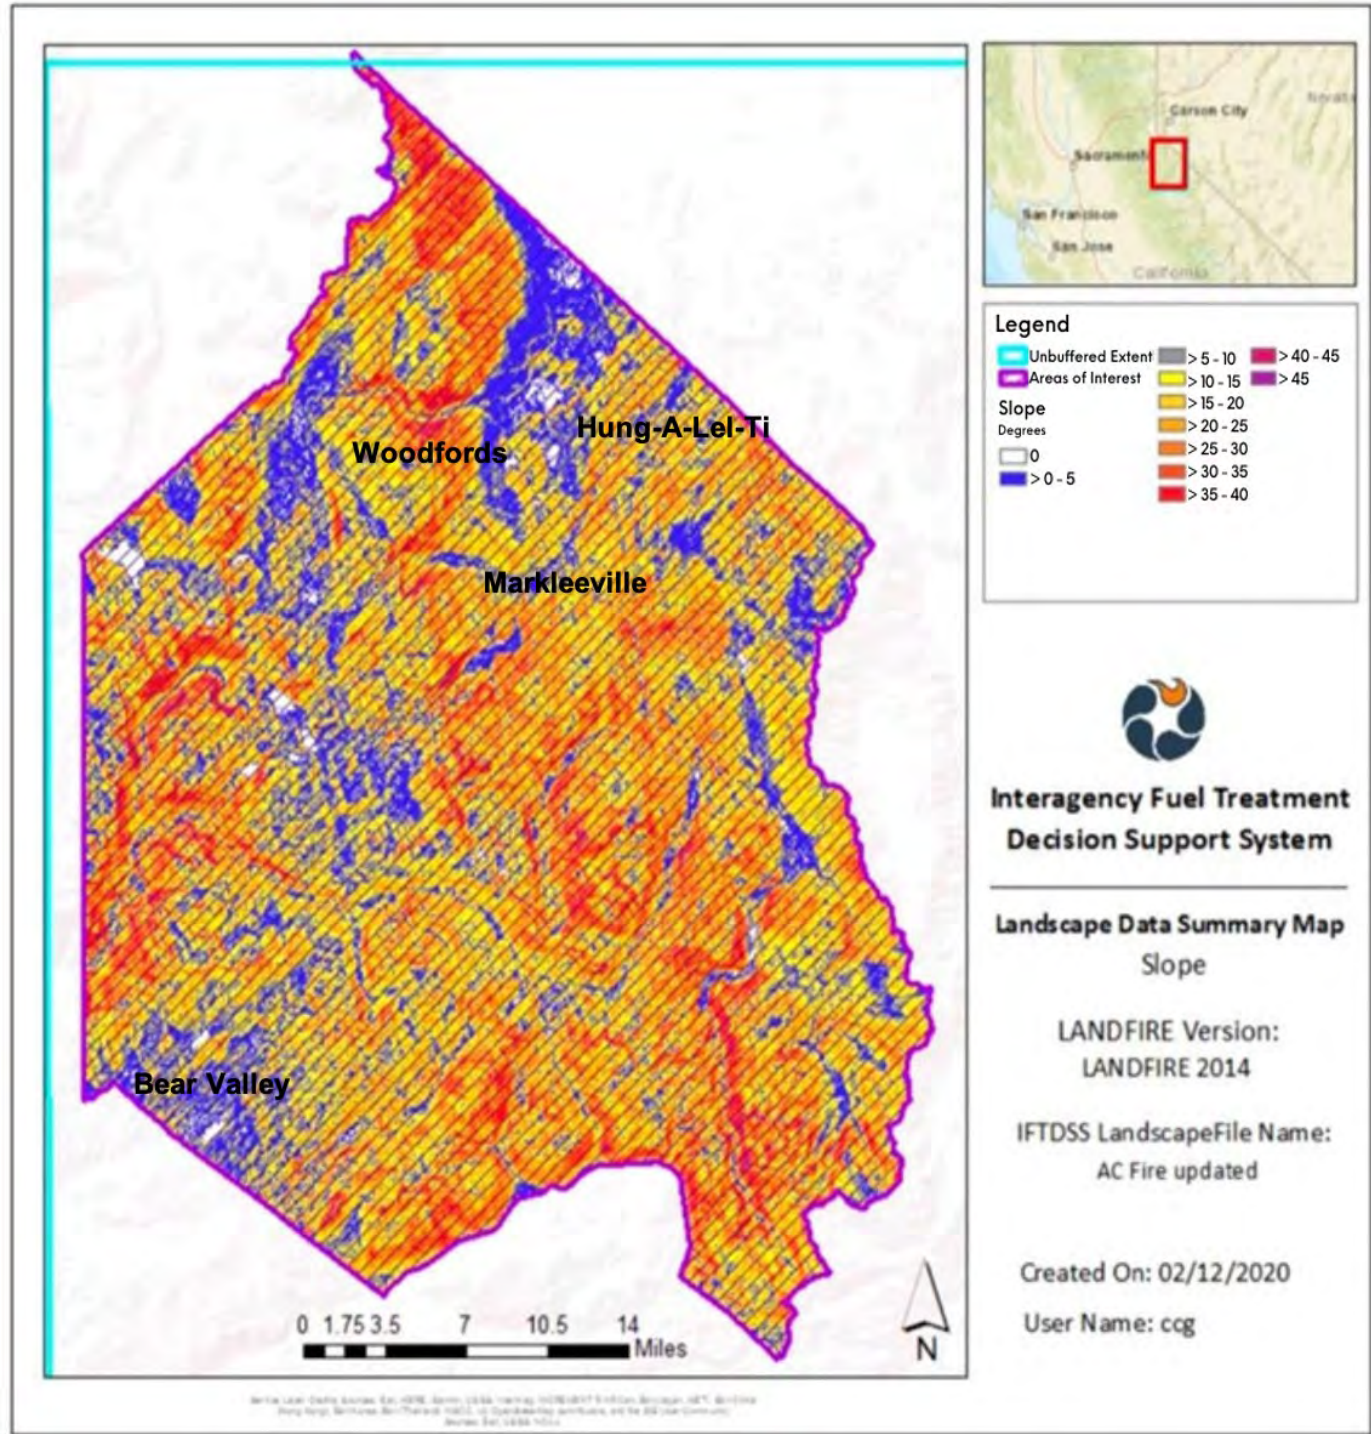 Hung-A-Lel-Ti
Woodfords
Markleeville
Bear Valley
0 1.75 3.5 7 10.5 14
Miles
N
Carson City
Sacramento
San Francisco
San Jose
California
Legend
Unbuffered Extent
Areas of Interest
Slope
Degrees
0
> 0 - 5
> 5 - 10
> 10 - 15
> 15 - 20
> 20 - 25
> 25 - 30
> 30 - 35
> 35 - 40
> 40 - 45
> 45
Interagency Fuel Treatment
Decision Support System
Landscape Data Summary Map
Slope
LANDFIRE Version:
LANDFIRE 2014
IFTDSS LandscapeFile Name:
AC Fire updated
Created On: 02/12/2020
User Name: ccg